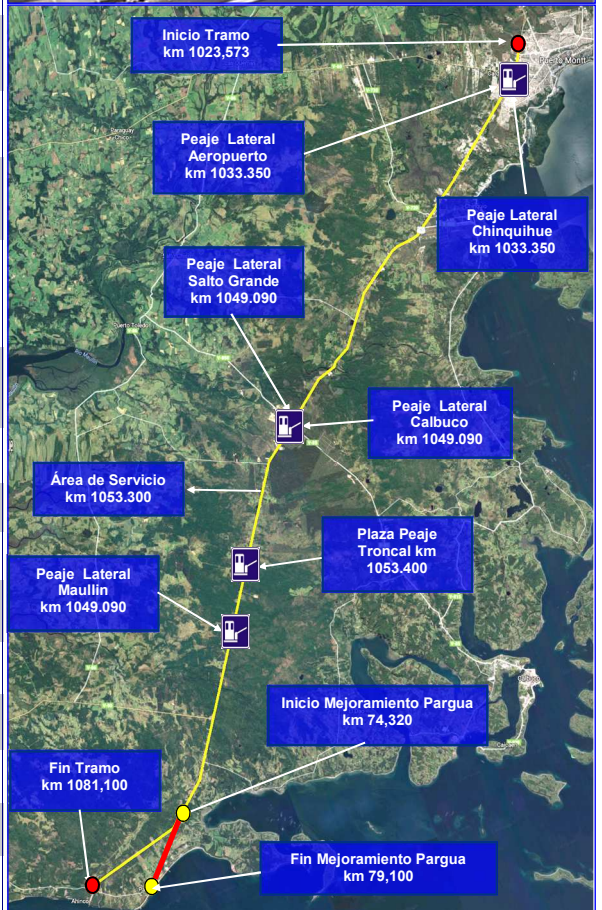 Inicio Tramo
km 1023,573
Puerto Montt
Peaje Lateral
Aeropuerto
km 1033.350
Peaje Lateral
Chinquihue
km 1033.350
Peaje Lateral
Salto Grande
km 1049.090
Peaje Lateral
Calbuco
km 1049.090
Área de Servicio
km 1053.300
Plaza Peaje
Troncal km
1053.400
Peaje Lateral
Maullín
km 1049.090
Inicio Mejoramiento Pargua
km 74,320
Fin Tramo
km 1081,100
Fin Mejoramiento Pargua
km 79,100